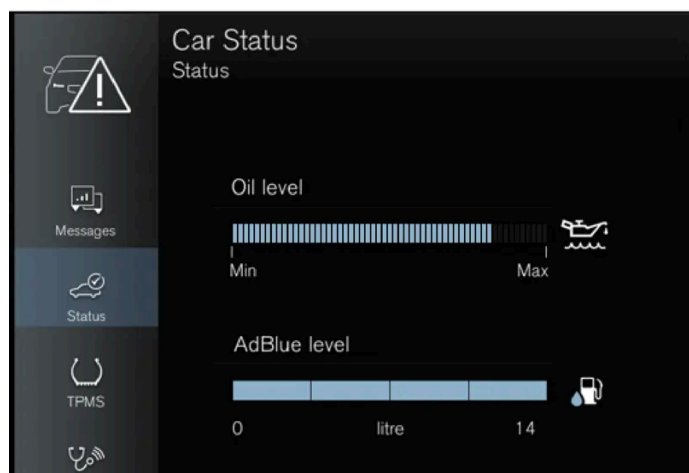 Car Status
Status
Messages
Status
TPMS
Oil level
Min Max
AdBlue level
0 litre 14